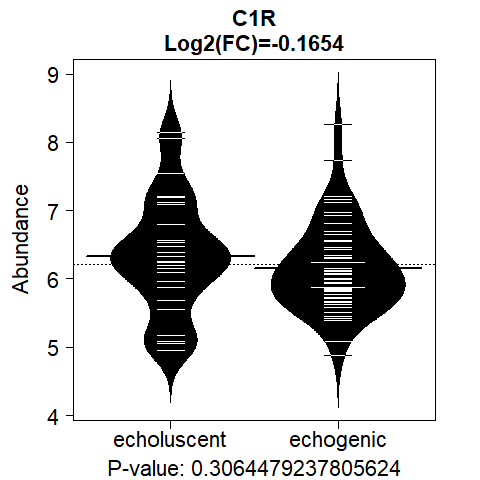 C1R
Log2(FC)=-0.1654
Abundance
9
8
7
6
5
4
echoluscent echogenic
P-value: 0.3064479237805624